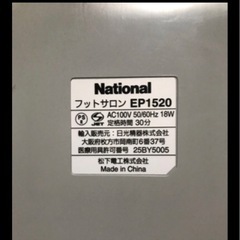 National
フットサロン EP1520
PS
E
JET
AC100V 50/60Hz 18W
定格時間 30分
輸入販売元：日光精器株式会社
大阪府枚方市田南町6番37号
医療用具許可番号 25BY5005
松下電工株式会社
Made in China